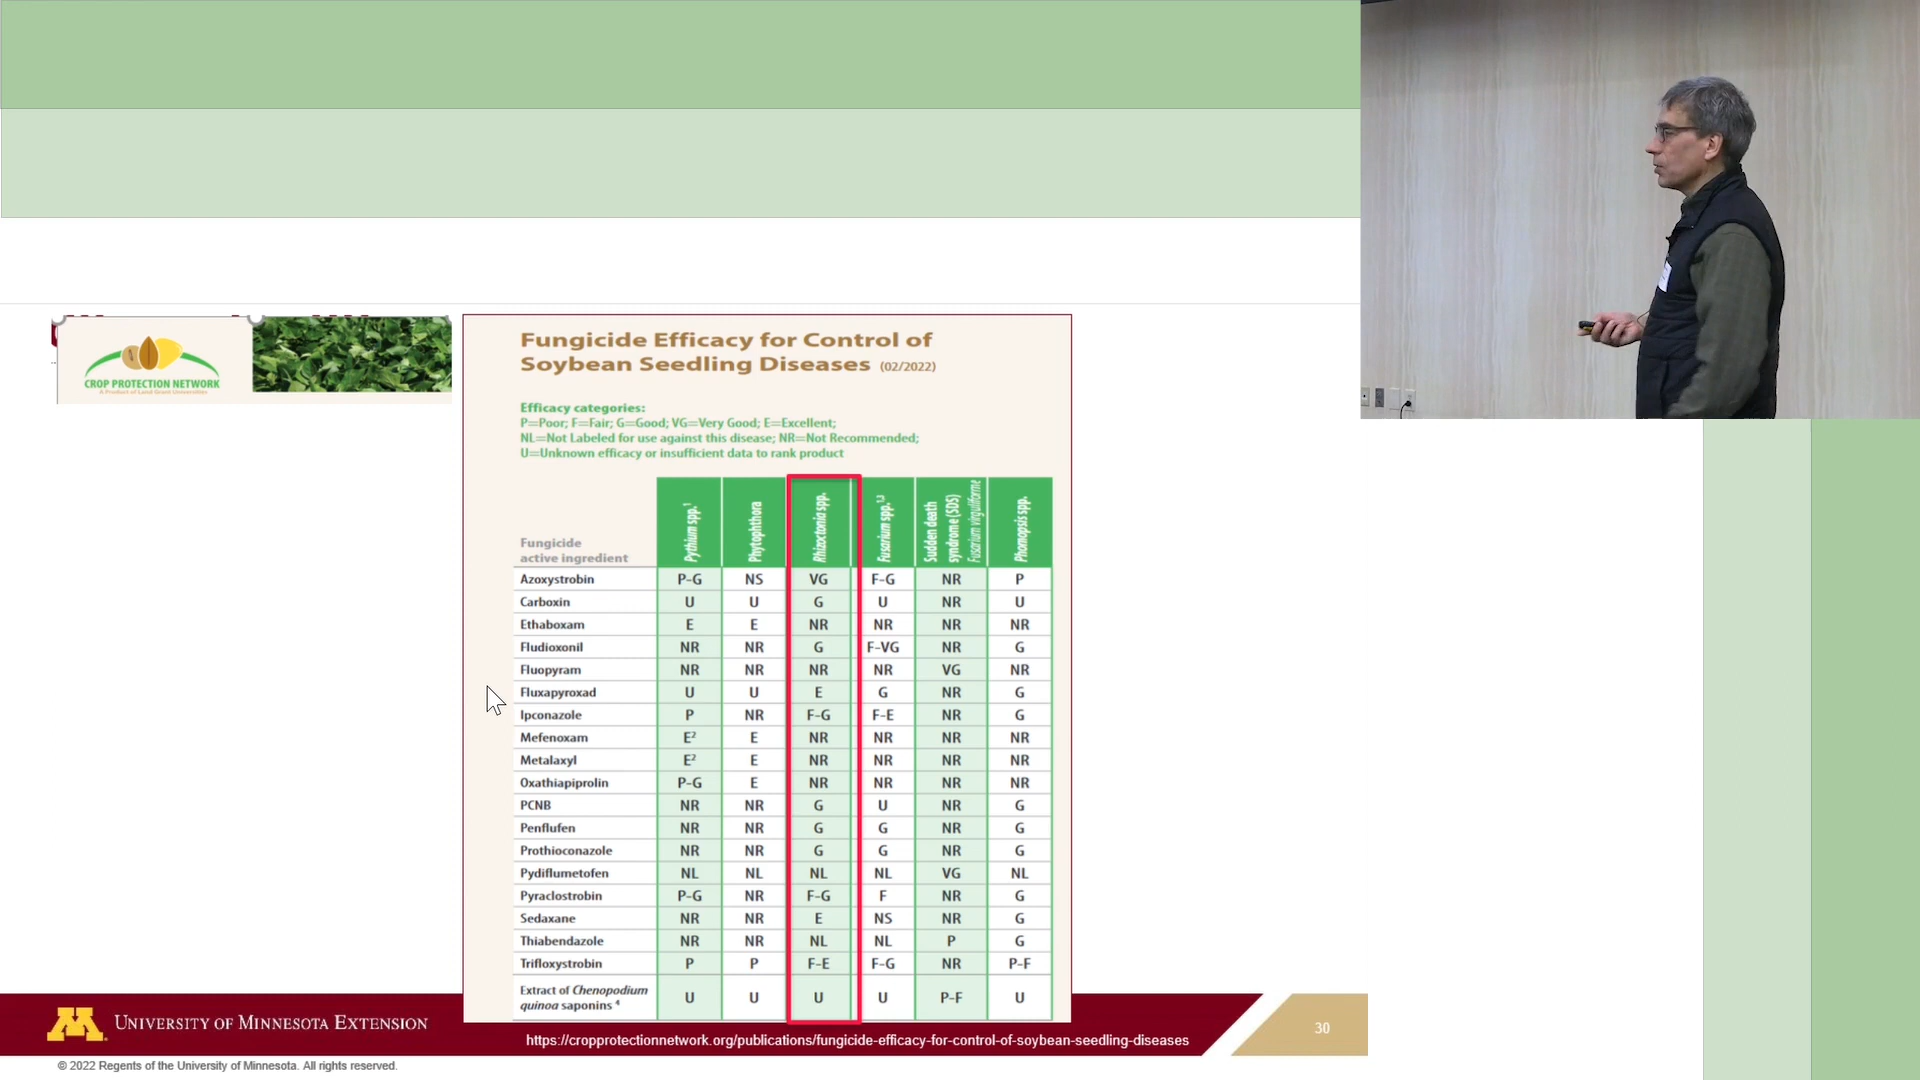 CROP PROTECTION NETWORK
A Product of Land Grant Universities
Fungicide Efficacy for Control of
Soybean Seedling Diseases (02/2022)
Efficacy categories:
P=Poor; F=Fair; G=Good; VG=Very Good; E=Excellent;
NL=Not Labeled for use against this disease; NR=Not Recommended;
U=Unknown efficacy or insufficient data to rank product
Fungicide
active ingredient
Pythium spp.¹
Phytophthora
Rhizoctonia spp.
Fusarium spp.¹,³
Sudden death
syndrome (SDS)
Fusarium virguliforme
Phomopsis spp.
Azoxystrobin P-G NS VG F-G NR P
Carboxin U U G U NR U
Ethaboxam E E NR NR NR NR
Fludioxonil NR NR G F-VG NR G
Fluopyram NR NR NR NR VG NR
Fluxapyroxad U U E G NR G
Ipconazole P NR F-G F-E NR G
Mefenoxam E² E NR NR NR NR
Metalaxyl E² E NR NR NR NR
Oxathiapiprolin P-G E NR NR NR NR
PCNB NR NR G U NR G
Penflufen NR NR G G NR G
Prothioconazole NR NR G G NR G
Pydiflumetofen NL NL NL NL VG NL
Pyraclostrobin P-G NR F-G F NR G
Sedaxane NR NR E NS NR G
Thiabendazole NR NR NL NL P G
Trifloxystrobin P P F-E F-G NR P-F
Extract of Chenopodium
quinoa saponins ⁴ U U U U P-F U
M
UNIVERSITY OF MINNESOTA EXTENSION
https://cropprotectionnetwork.org/publications/fungicide-efficacy-for-control-of-soybean-seedling-diseases
30
© 2022 Regents of the University of Minnesota. All rights reserved.